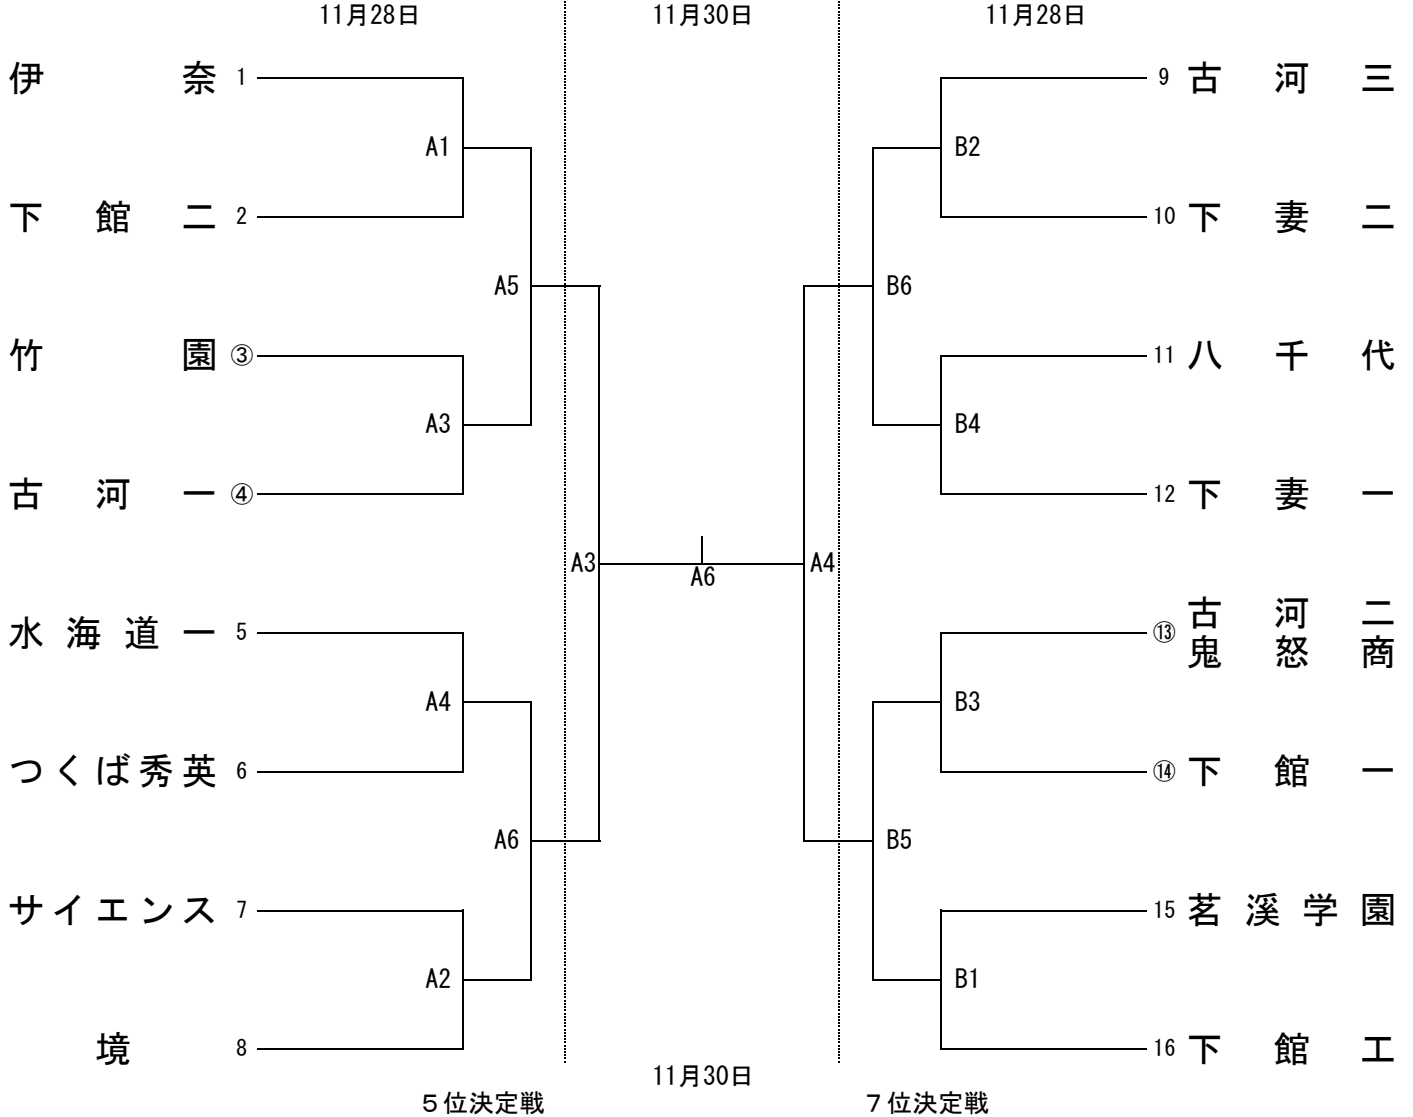 11月28日 11月30日 11月28日
伊奈 1 9 古河三
A1 B2
下館二 2 10 下妻二
A5 B6
竹園 ③ 11 八千代
A3 B4
古河一 ④ 12 下妻一
A3 A6 A4
水海道一 5 ⑬ 古河二
鬼怒商
A4 B3
つくば秀英 6 ⑭ 下館一
A6 B5
サイエンス 7 15 茗溪学園
A2 B1
境 8 16 下館工
11月30日
5位決定戦 7位決定戦